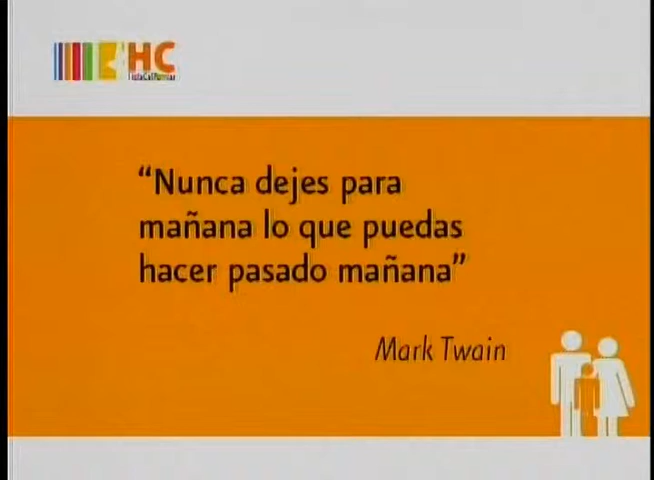 HC
“Nunca dejes para
mañana lo que puedas
hacer pasado mañana”
Mark Twain